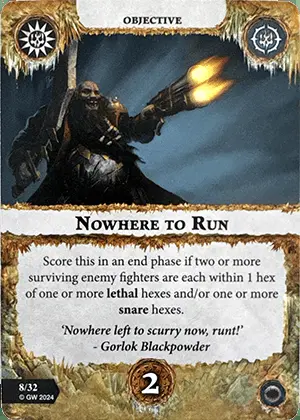 OBJECTIVE
NOWHERE TO RUN
Score this in an end phase if two or more
surviving enemy fighters are each within 1 hex
of one or more lethal hexes and/or one or more
snare hexes.
'Nowhere left to scurry now, runt!'
- Gorlok Blackpowder
8/32
© GW 2024
2